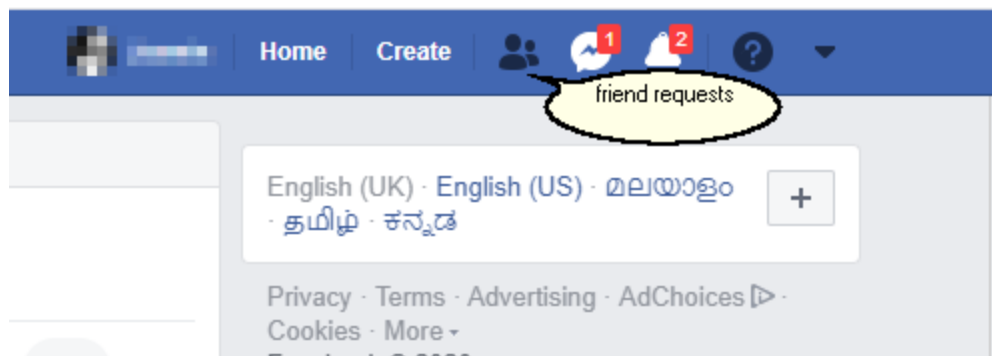 Home Create 1 2
friend requests
English (UK) · English (US) · മലയാളം
· தமிழ் · ಕನ್ನಡ
+
Privacy · Terms · Advertising · AdChoices ·
Cookies · More